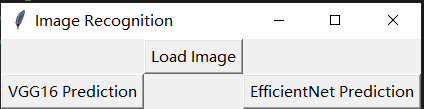 Image Recognition
Load Image
VGG16 Prediction
EfficientNet Prediction